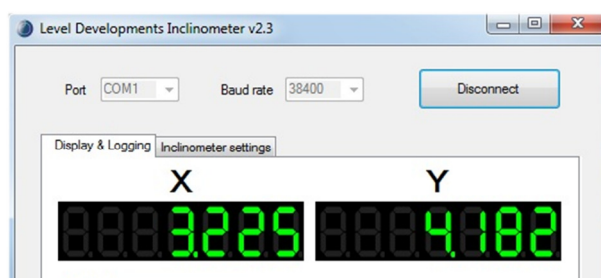 Level Developments Inclinometer v2.3
Port COM1 Baud rate 38400 Disconnect
Display & Logging Inclinometer settings
X Y
3.225 4.182